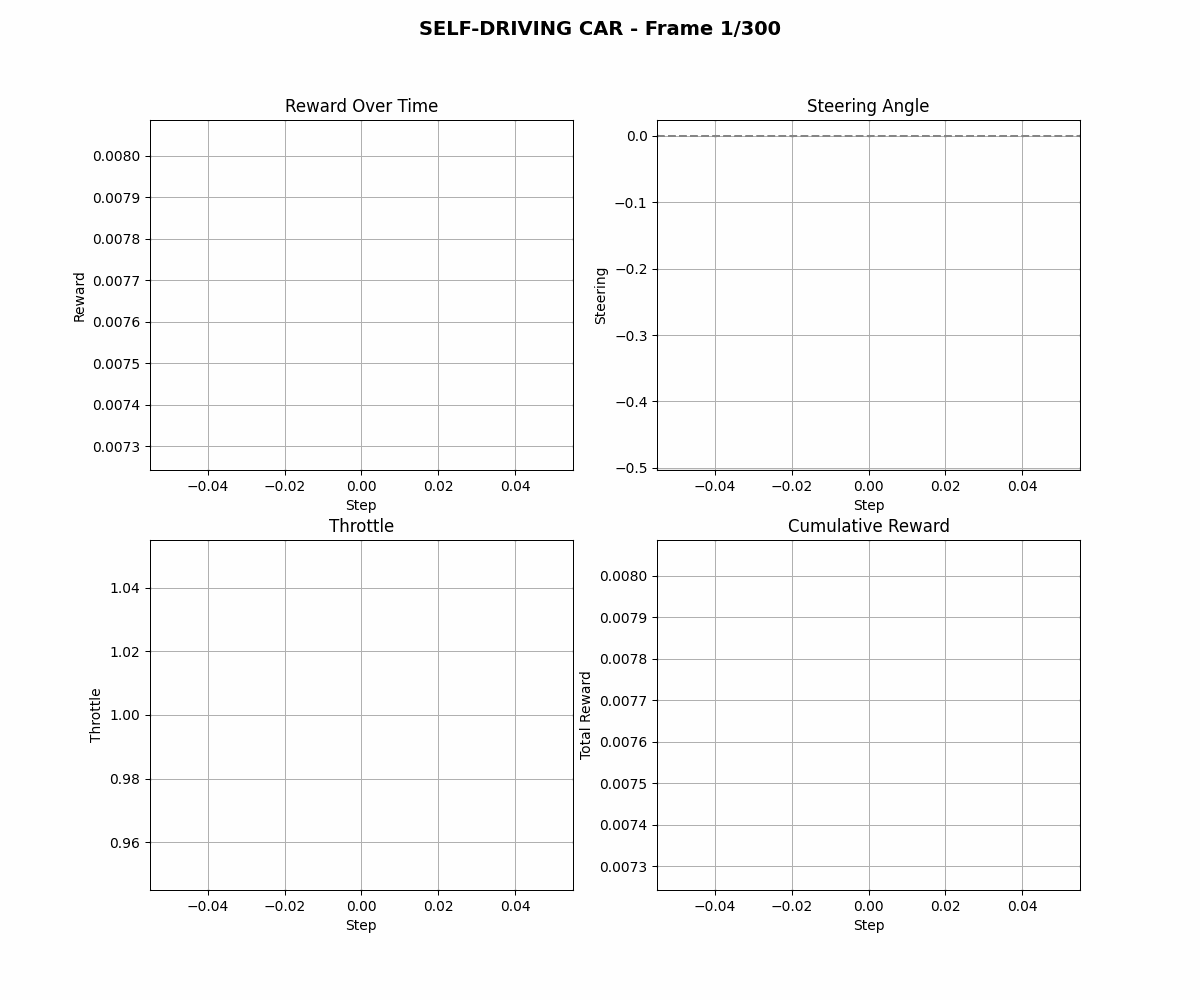 SELF-DRIVING CAR - Frame 1/300
Reward Over Time
0.0080
0.0079
0.0078
0.0077
0.0076
0.0075
0.0074
0.0073
Reward
−0.04 −0.02 0.00 0.02 0.04
Step
Steering Angle
0.0
−0.1
−0.2
−0.3
−0.4
−0.5
Steering
−0.04 −0.02 0.00 0.02 0.04
Step
Throttle
1.04
1.02
1.00
0.98
0.96
Throttle
−0.04 −0.02 0.00 0.02 0.04
Step
Cumulative Reward
0.0080
0.0079
0.0078
0.0077
0.0076
0.0075
0.0074
0.0073
Total Reward
−0.04 −0.02 0.00 0.02 0.04
Step